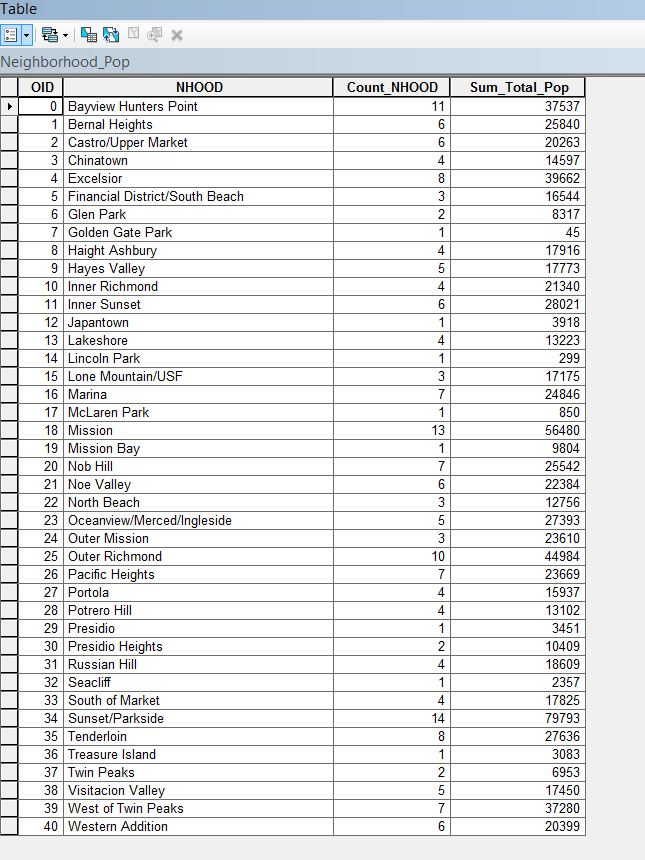 Table
Neighborhood_Pop
OID NHOOD Count_NHOOD Sum_Total_Pop
0 Bayview Hunters Point 11 37537
1 Bernal Heights 6 25840
2 Castro/Upper Market 6 20263
3 Chinatown 4 14597
4 Excelsior 8 39662
5 Financial District/South Beach 3 16544
6 Glen Park 2 8317
7 Golden Gate Park 1 45
8 Haight Ashbury 4 17916
9 Hayes Valley 5 17773
10 Inner Richmond 4 21340
11 Inner Sunset 6 28021
12 Japantown 1 3918
13 Lakeshore 4 13223
14 Lincoln Park 1 299
15 Lone Mountain/USF 3 17175
16 Marina 7 24846
17 McLaren Park 1 850
18 Mission 13 56480
19 Mission Bay 1 9804
20 Nob Hill 7 25542
21 Noe Valley 6 22384
22 North Beach 3 12756
23 Oceanview/Merced/Ingleside 5 27393
24 Outer Mission 3 23610
25 Outer Richmond 10 44984
26 Pacific Heights 7 23669
27 Portola 4 15937
28 Potrero Hill 4 13102
29 Presidio 1 3451
30 Presidio Heights 2 10409
31 Russian Hill 4 18609
32 Seacliff 1 2357
33 South of Market 4 17825
34 Sunset/Parkside 14 79793
35 Tenderloin 8 27636
36 Treasure Island 1 3083
37 Twin Peaks 2 6953
38 Visitacion Valley 5 17450
39 West of Twin Peaks 7 37280
40 Western Addition 6 20399